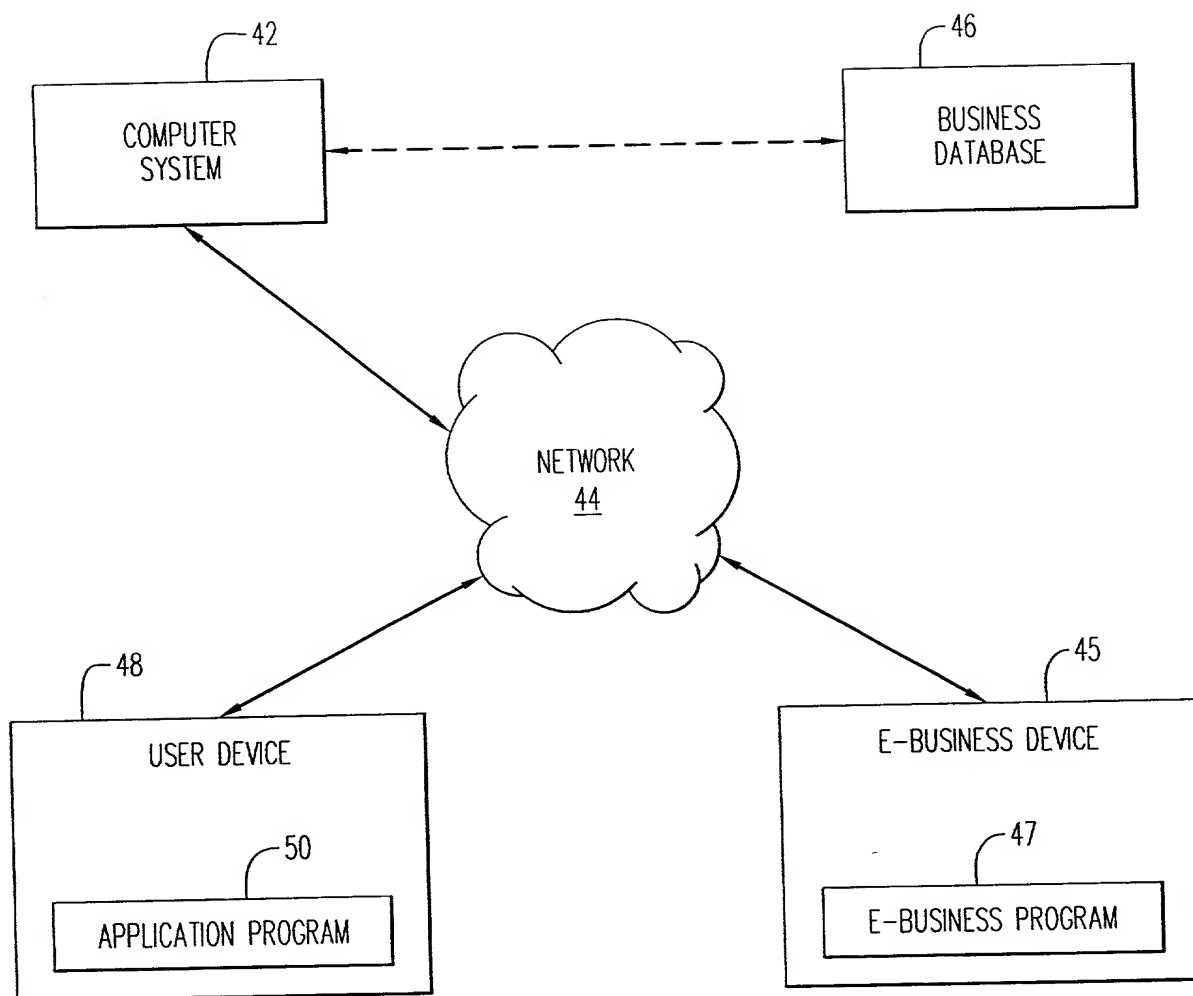 42
46
COMPUTER
SYSTEM
BUSINESS
DATABASE
NETWORK
44
48
45
USER DEVICE
E-BUSINESS DEVICE
50
47
APPLICATION PROGRAM
E-BUSINESS PROGRAM